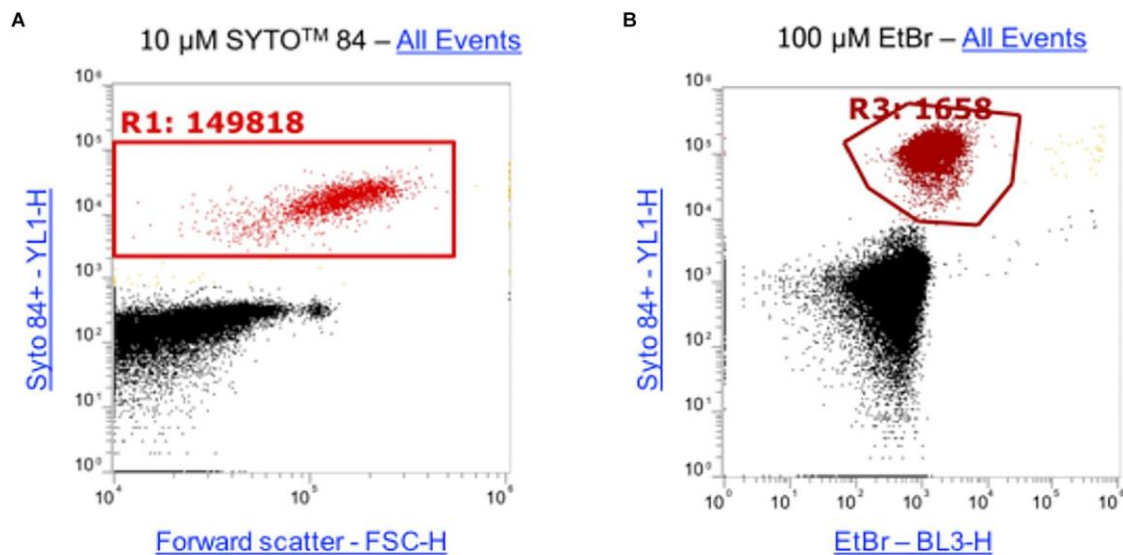 A
10 µM SYTO™ 84 – All Events
R1: 149818
10⁶
10⁵
10⁴
10³
10²
10¹
10⁰
10⁴
10⁵
10⁶
Syto 84+ - YL1-H
Forward scatter - FSC-H
B
100 µM EtBr – All Events
R3: 1658
10⁶
10⁵
10⁴
10³
10²
10¹
10⁰
10⁰
10¹
10²
10³
10⁴
10⁵
10⁶
Syto 84+ - YL1-H
EtBr – BL3-H